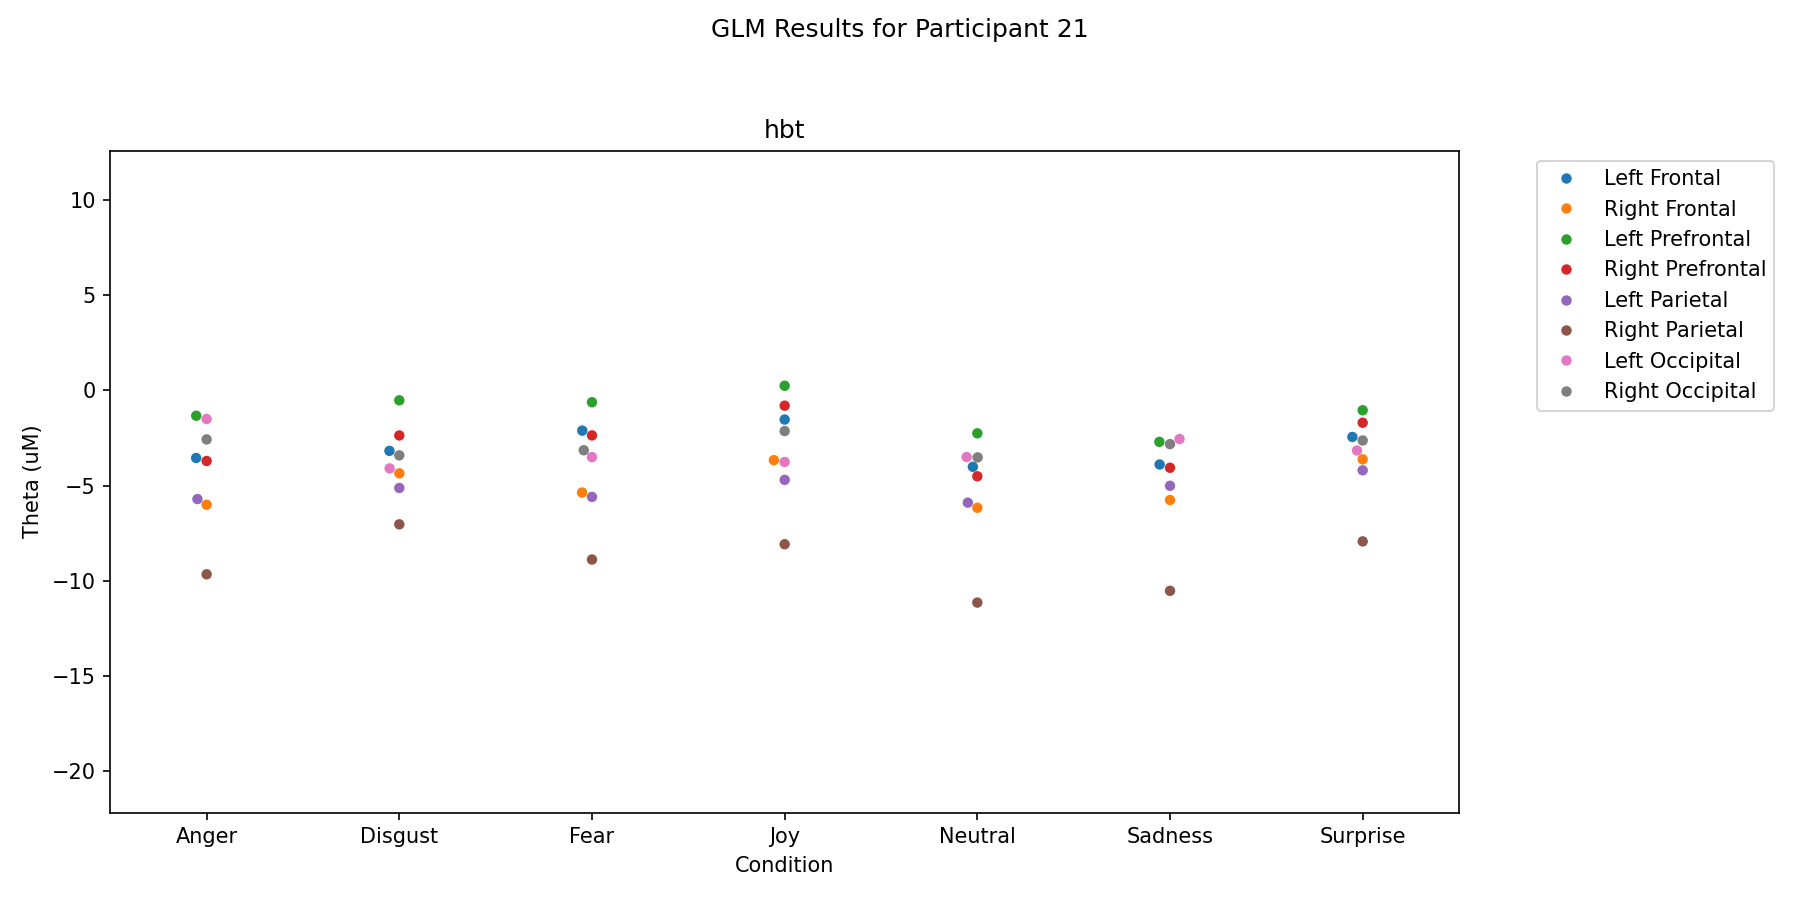 GLM Results for Participant 21
hbt
10
5
0
−5
−10
−15
−20
Theta (uM)
Anger
Disgust
Fear
Joy
Neutral
Sadness
Surprise
Condition
Left Frontal
Right Frontal
Left Prefrontal
Right Prefrontal
Left Parietal
Right Parietal
Left Occipital
Right Occipital